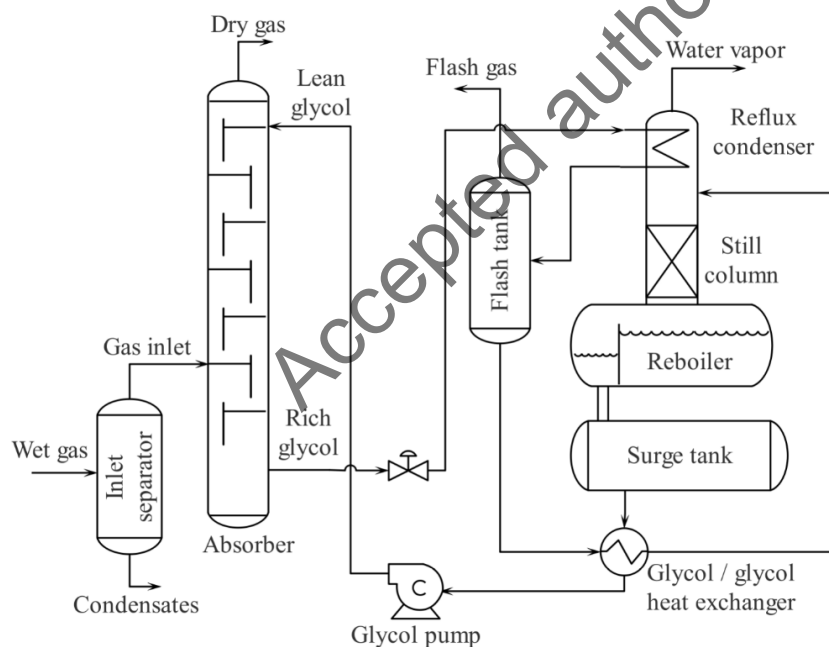 Dry gas
Lean
glycol
Flash gas
Water vapor
Reflux
condenser
Flash tank
Still
column
Gas inlet
Reboiler
Rich
glycol
Wet gas
Inlet
separator
Surge tank
Absorber
Condensates
C
Glycol pump
Glycol / glycol
heat exchanger
Accepted autho